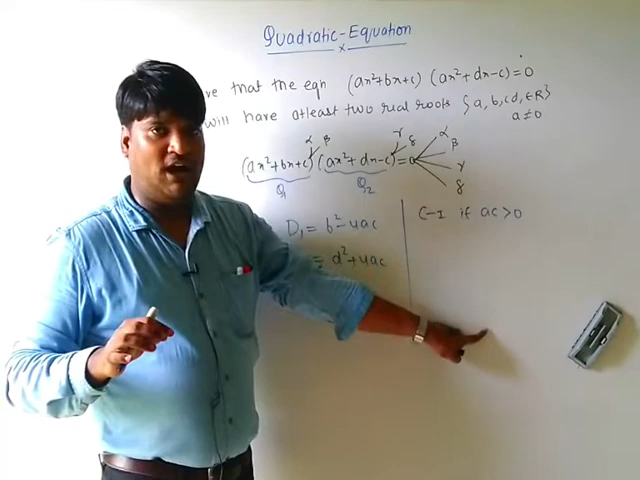 Quadratic-Equation
x
ve that the eqn (ax²+bx+c) (ax²+dx-c)=0
will have atleast two real roots {a, b, c d, ∈ R}
a≠0
α β γ δ α
(ax²+bx+c) (ax²+dx-c)=0 β
Q₁ Q₂ γ
δ
D₁ = b²-4ac C-I if ac>0
= d²+4ac